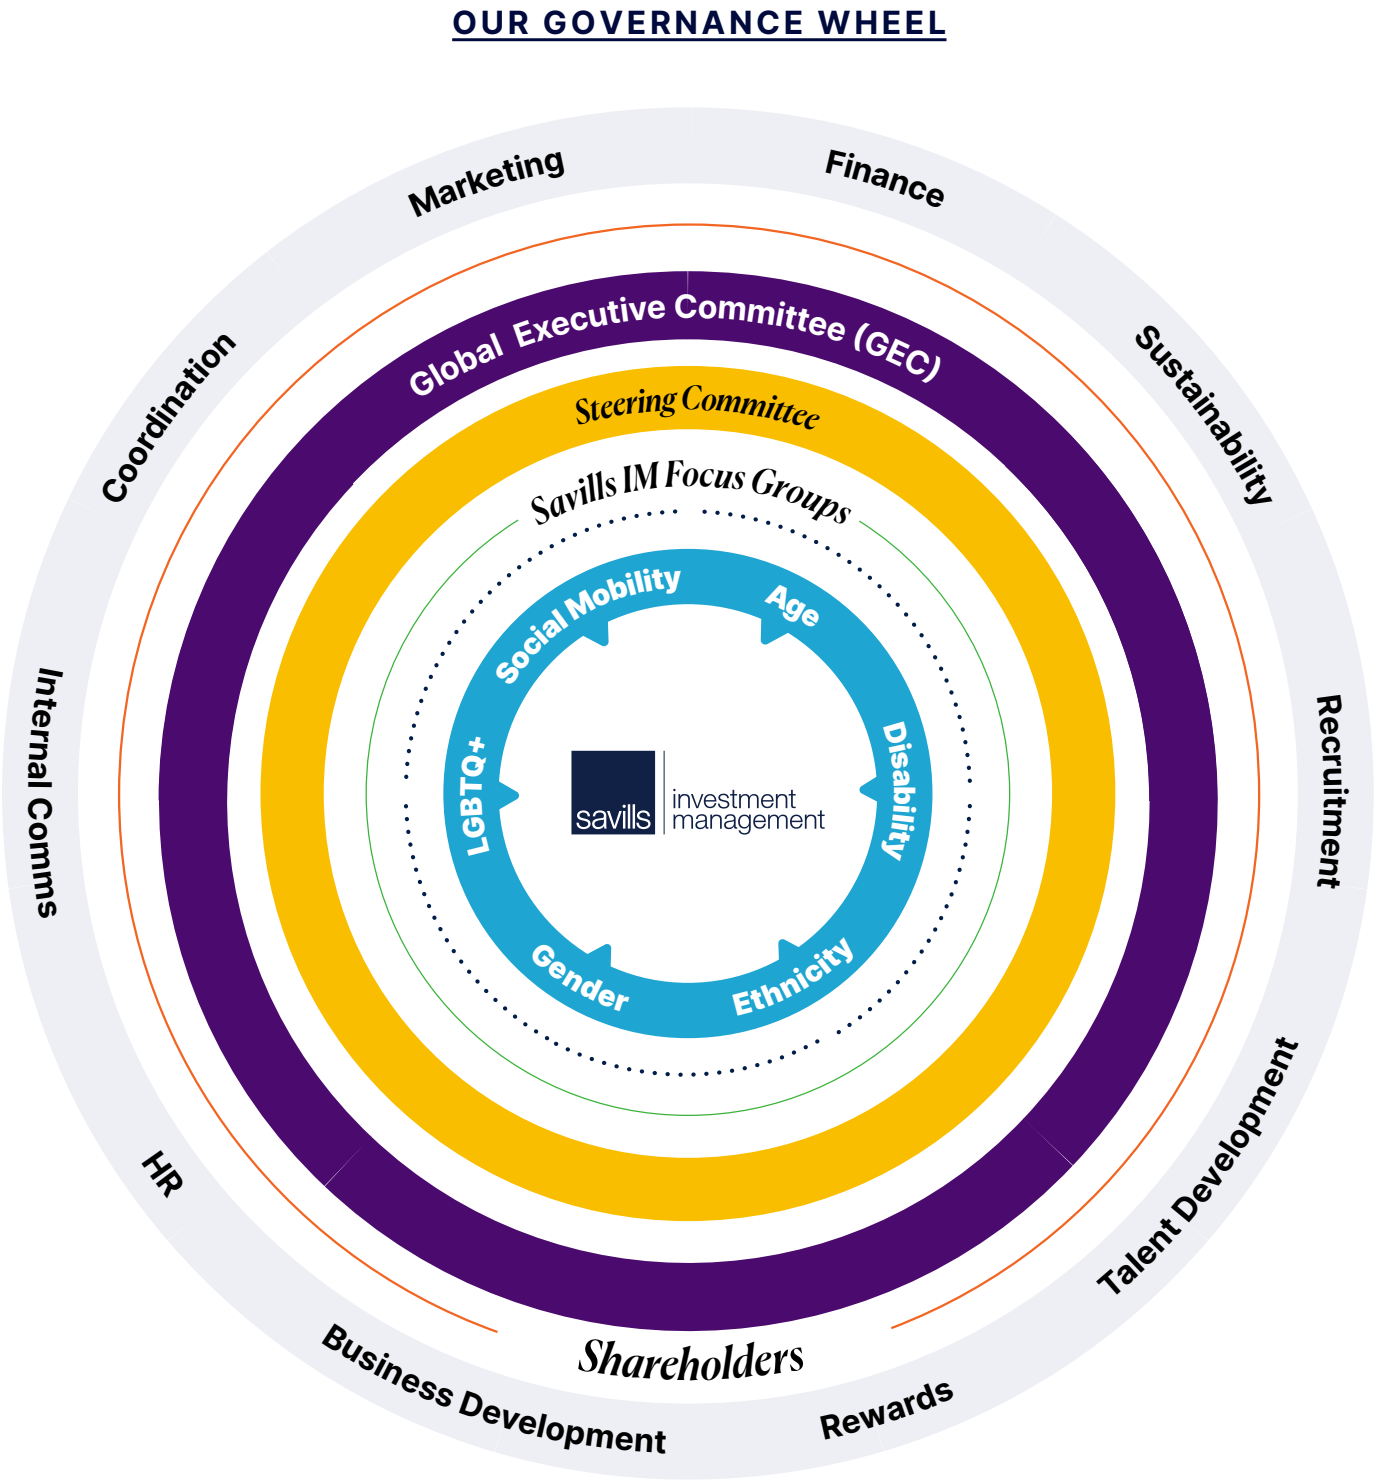 OUR GOVERNANCE WHEEL
Marketing
Finance
Sustainability
Recruitment
Talent Development
Rewards
Business Development
HR
Internal Comms
Coordination
Global Executive Committee (GEC)
Steering Committee
Savills IM Focus Groups
Social Mobility
Age
Disability
Ethnicity
Gender
LGBTQ+
savills
investment
management
Shareholders